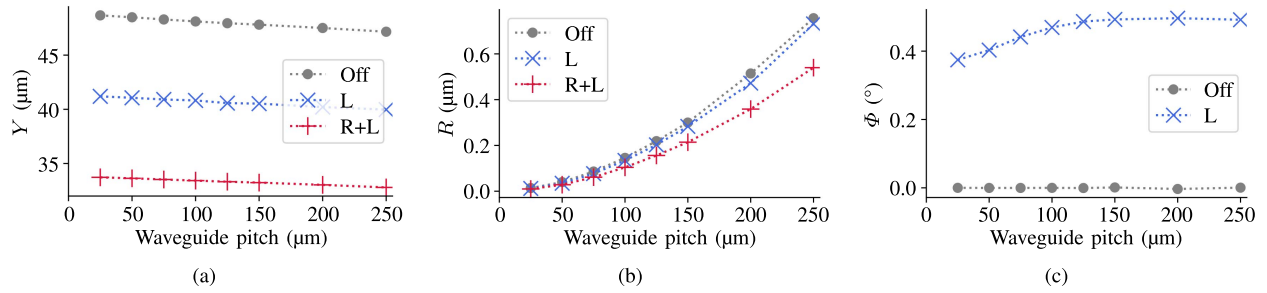 45
40
35
Y (µm)
Off
L
R+L
0 50 100 150 200 250
Waveguide pitch (µm)
(a)
0.6
0.4
0.2
0.0
R (µm)
Off
L
R+L
0 50 100 150 200 250
Waveguide pitch (µm)
(b)
0.4
0.2
0.0
Φ (°)
Off
L
0 50 100 150 200 250
Waveguide pitch (µm)
(c)